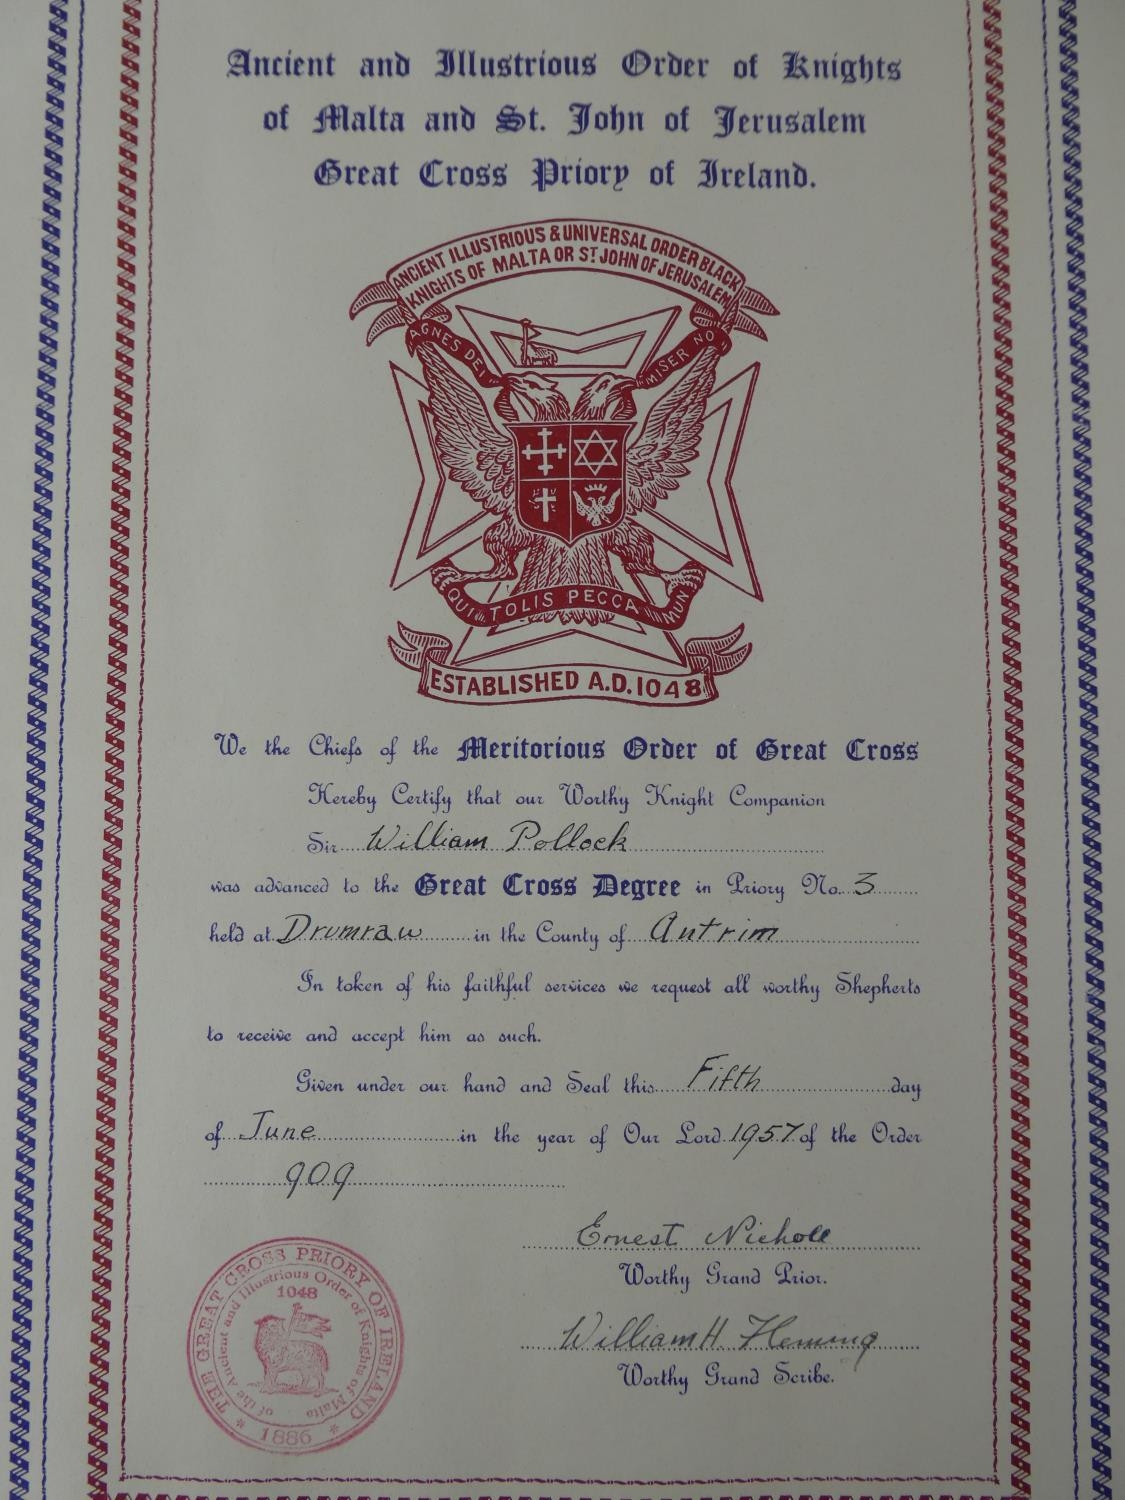 Ancient and Illustrious Order of Knights
of Malta and St. John of Jerusalem
Great Cross Priory of Ireland.
ANCIENT ILLUSTRIOUS & UNIVERSAL ORDER BLACK
KNIGHTS OF MALTA OR ST JOHN OF JERUSALEM
AGNES DEI
MISER NO
QUI TOLIS PECCA MUN
ESTABLISHED A.D. 1048
We the Chiefs of the Meritorious Order of Great Cross
Hereby Certify that our Worthy Knight Companion
Sir William Pollock
was advanced to the Great Cross Degree in Priory No. 3
held at Drumraw in the County of Antrim
In token of his faithful services we request all worthy Shepherts
to receive and accept him as such.
Given under our hand and Seal this Fifth day
of June in the year of Our Lord 1957 of the Order
909
Ernest Nicholl
Worthy Grand Prior.
William H. Fleming
Worthy Grand Scribe.
THE GREAT CROSS PRIORY OF IRELAND
of the Ancient and Illustrious Order of Knights of Malta
1048
* 1886 *